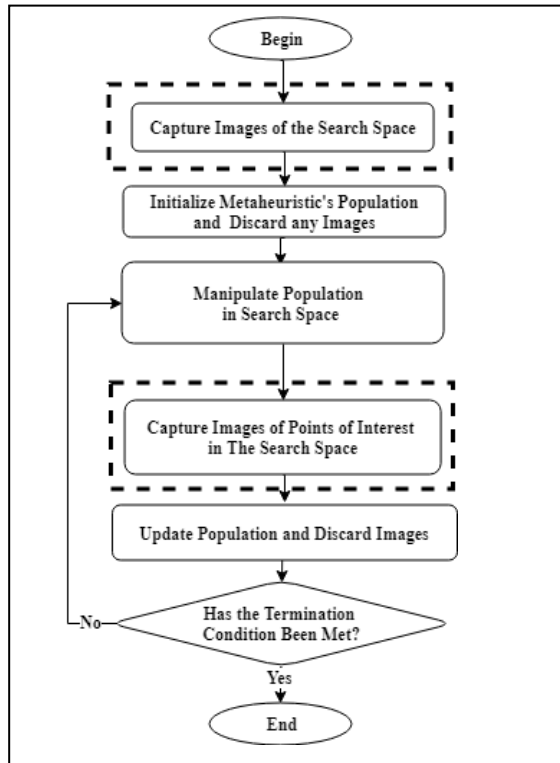 Begin
Capture Images of the Search Space
Initialize Metaheuristic's Population
and Discard any Images
Manipulate Population
in Search Space
Capture Images of Points of Interest
in The Search Space
Update Population and Discard Images
Has the Termination
Condition Been Met?
No
Yes
End